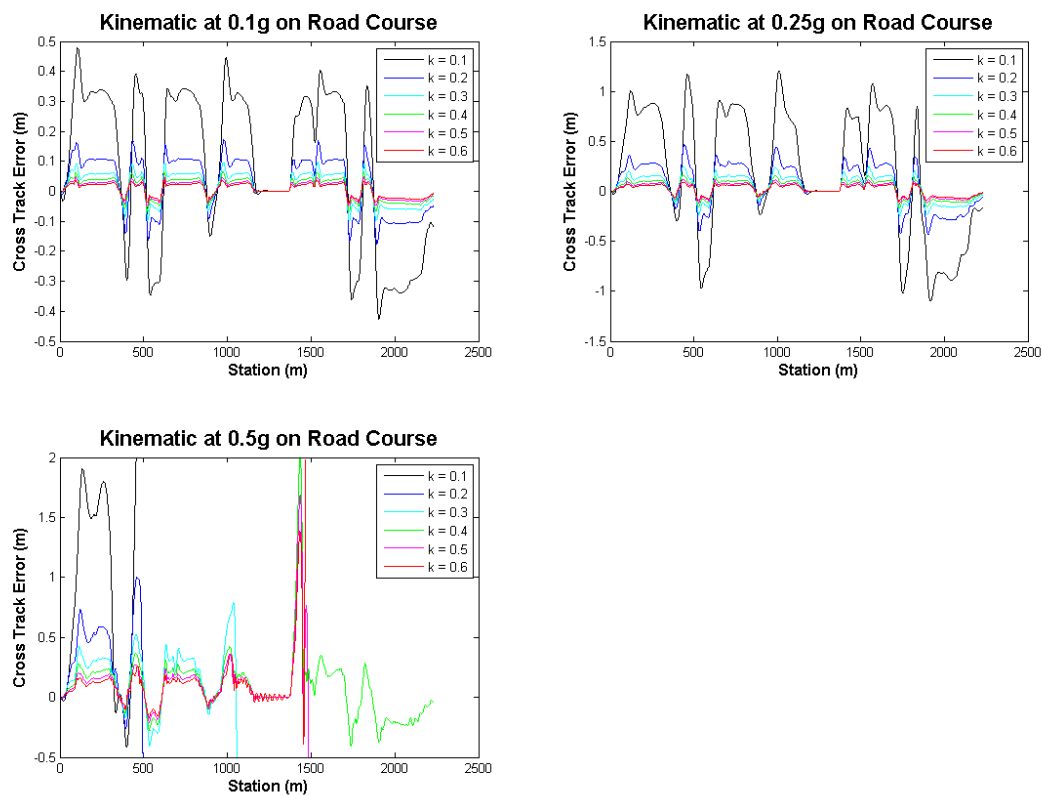 Kinematic at 0.1g on Road Course
0.5
0.4
0.3
0.2
0.1
0
-0.1
-0.2
-0.3
-0.4
-0.5
Cross Track Error (m)
k = 0.1
k = 0.2
k = 0.3
k = 0.4
k = 0.5
k = 0.6
0 500 1000 1500 2000 2500
Station (m)
Kinematic at 0.25g on Road Course
1.5
1
0.5
0
-0.5
-1
-1.5
Cross Track Error (m)
k = 0.1
k = 0.2
k = 0.3
k = 0.4
k = 0.5
k = 0.6
0 500 1000 1500 2000 2500
Station (m)
Kinematic at 0.5g on Road Course
2
1.5
1
0.5
0
-0.5
Cross Track Error (m)
k = 0.1
k = 0.2
k = 0.3
k = 0.4
k = 0.5
k = 0.6
0 500 1000 1500 2000 2500
Station (m)